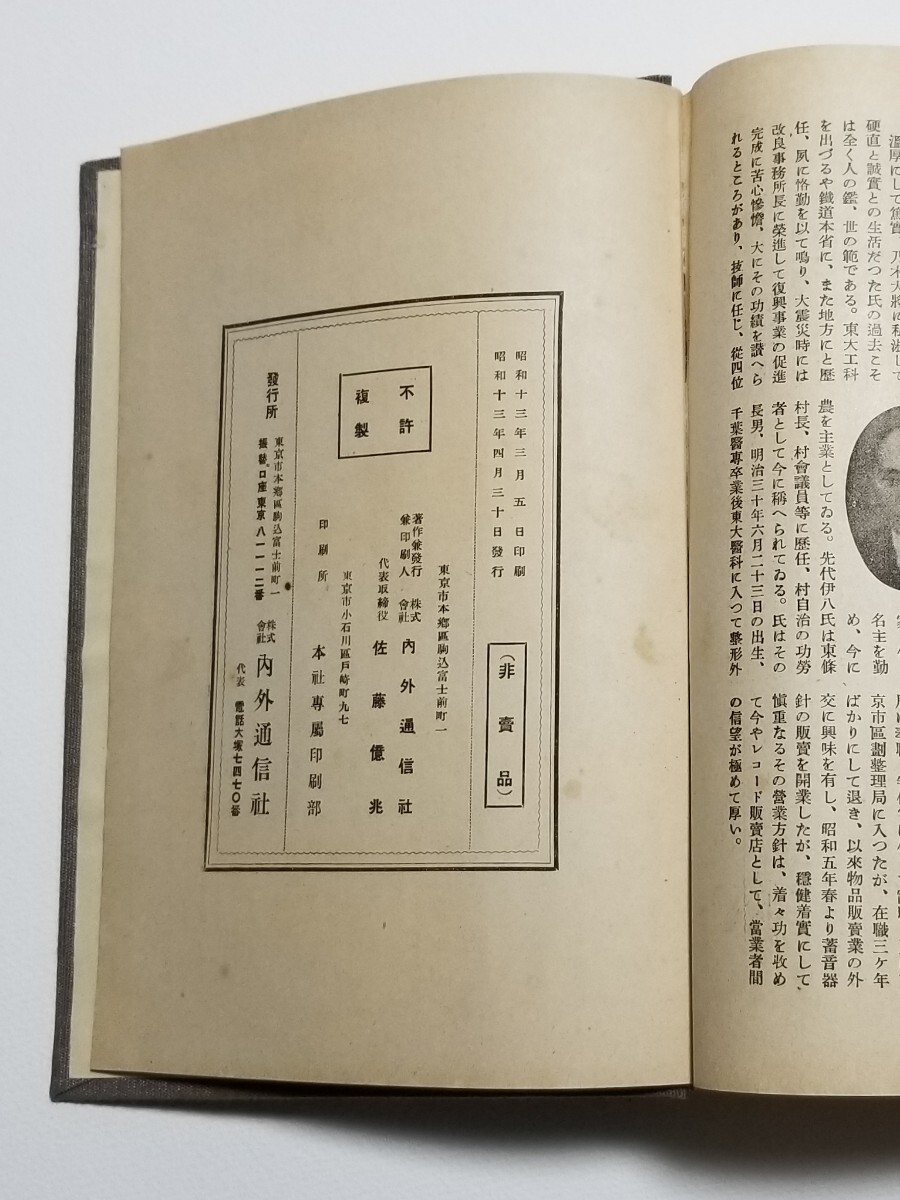 硬直と誠實との生活だつた氏の過去こそ
は全く人の鑑、世の範である。東大工科
を出づるや鐵道本省に、また地方にと歷
任、夙に恪勤を以て鳴り、大震災時には
改良事務所長に榮進して復興事業の促進
完成に苦心慘憺、大にその功績を讃へら
れるところがあり、技師に任じ、從四位
農を主業としてゐる。先代伊八氏は東條
村長、村會議員等に歷任、村自治の功勞
者として今に稱へられてゐる。氏はその
長男、明治三十年六月二十三日の出生、
千葉醫專卒業後東大醫科に入つて整形外
名主を勤
め、今に
京市區劃整理局に入つたが、在職三ケ年
ばかりにして退き、以來物品販賣業の外
交に興味を有し、昭和五年春より蓄音器
針の販賣を開業したが、穩健着實にして
愼重なるその營業方針は、着々功を收め
て今やレコード販賣店として、當業者間
の信望が極めて厚い。
昭和十三年三月五日印刷
昭和十三年四月三十日發行
（非賣品）
不許
複製
東京市本鄕區駒込富士前町一
著作兼發行
兼印刷人
株式
會社
內外通信社
代表取締役
佐藤億兆
東京市小石川區戶崎町九七
印刷所
本社專屬印刷部
發行所
東京市本鄕區駒込富士前町一
振替口座東京八一一一二番
株式
會社
內外通信社
代表
電話大塚七四七〇番